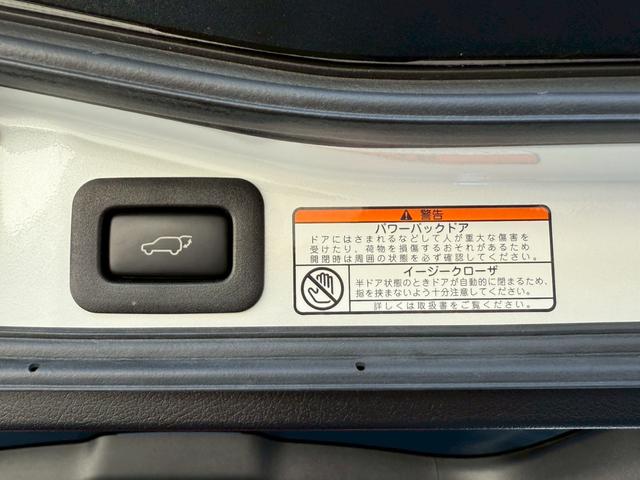 警告
パワーバックドア
ドアにはさまれるなどして人が重大な傷害を
受けたり、荷物を損傷するおそれがあるため
開閉時は周囲の状態を必ず確認してください。
イージークローザ
半ドア状態のときドアが自動的に閉まるため、
指を挟まないよう十分注意してください。
詳しくは取扱書をご覧ください。